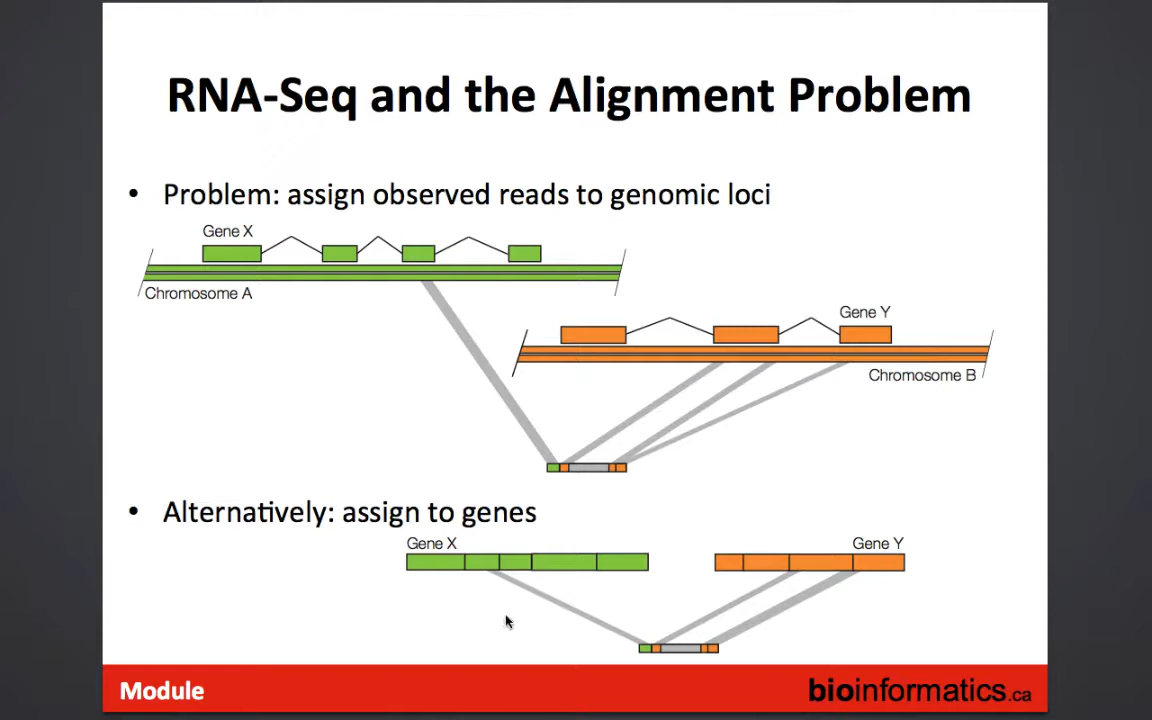 RNA-Seq and the Alignment Problem
• Problem: assign observed reads to genomic loci
Gene X
Chromosome A
Gene Y
Chromosome B
• Alternatively: assign to genes
Gene X
Gene Y
Module
bioinformatics.ca